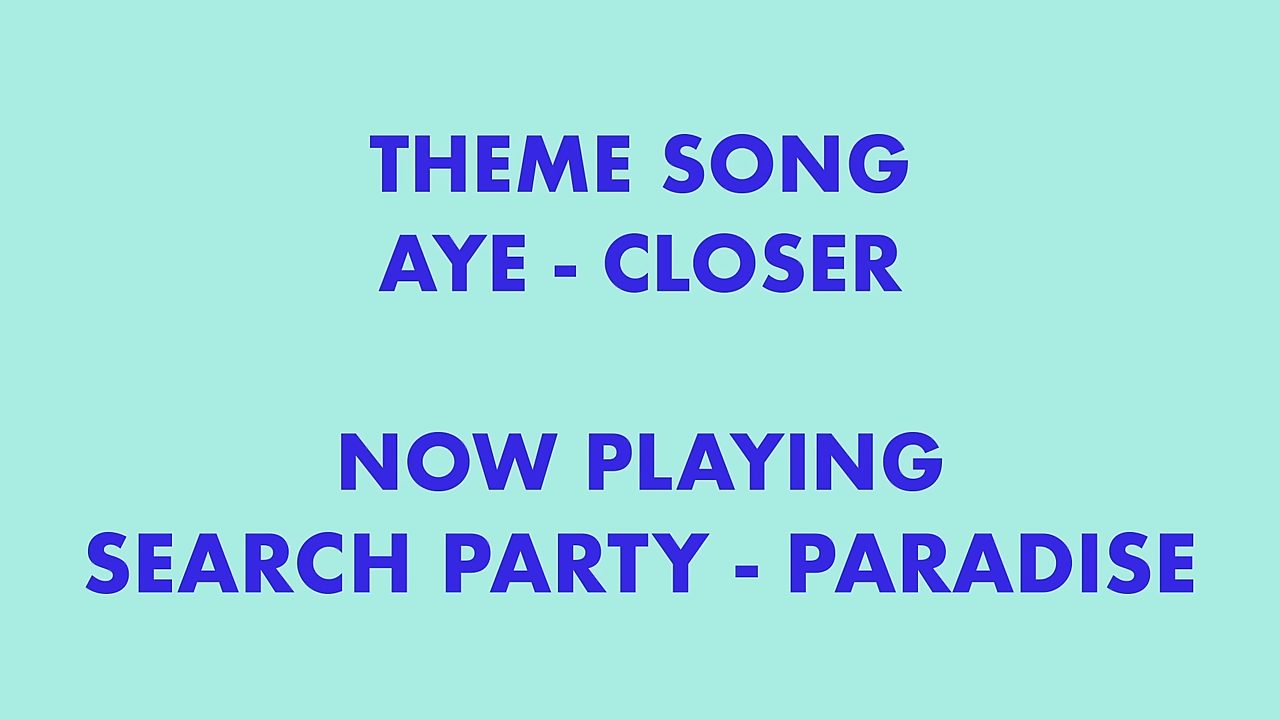 THEME SONG
AYE - CLOSER
NOW PLAYING
SEARCH PARTY - PARADISE